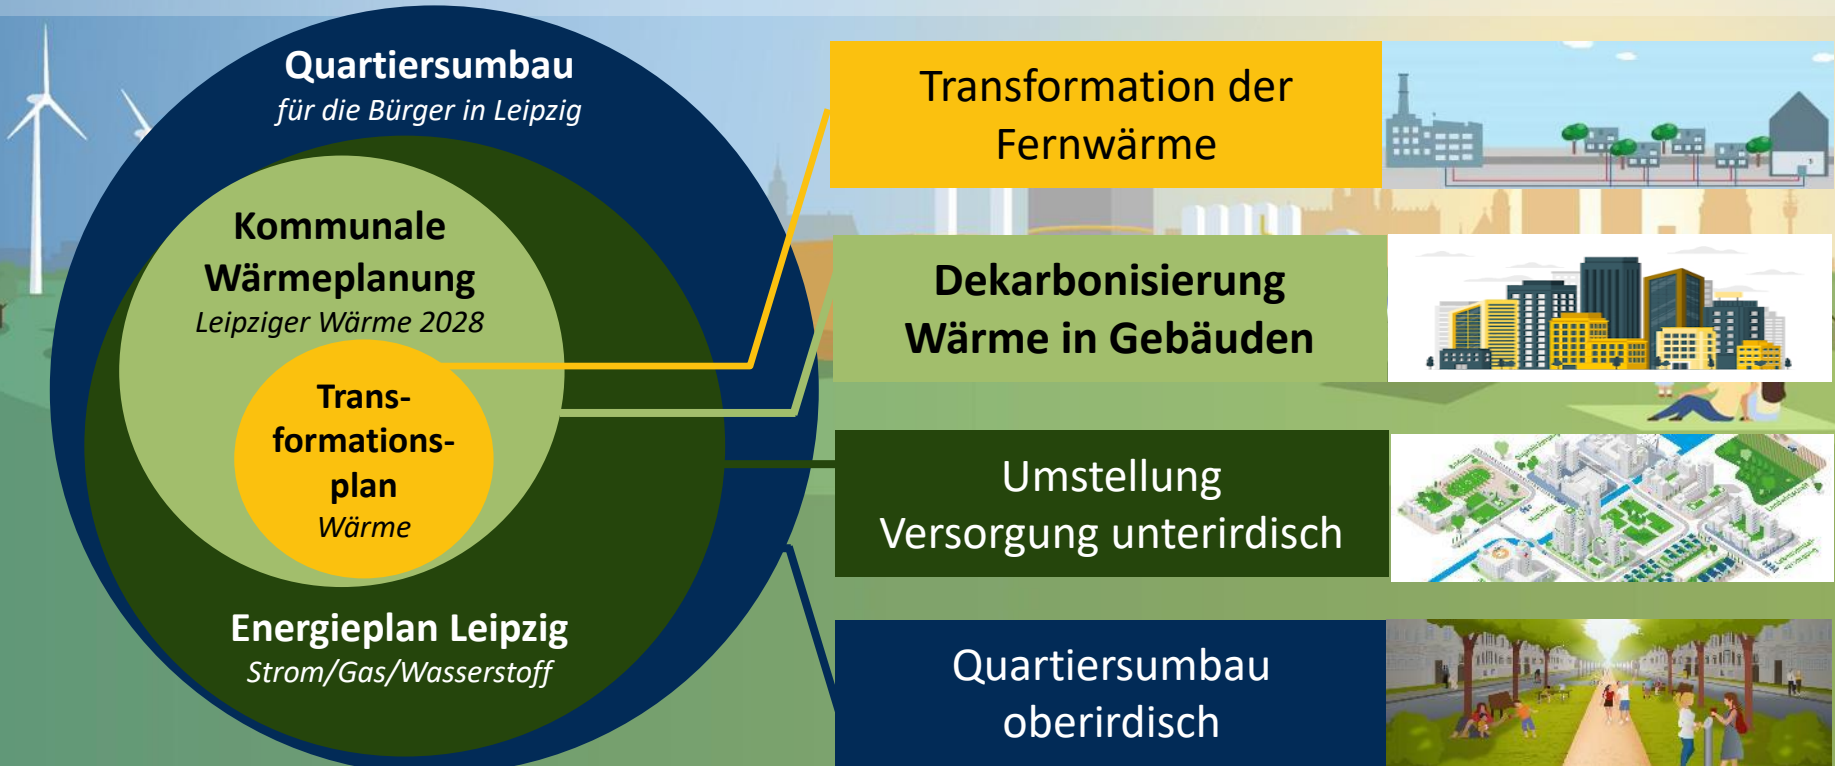 Quartiersumbau
für die Bürger in Leipzig
Kommunale
Wärmeplanung
Leipziger Wärme 2028
Trans-
formations-
plan
Wärme
Energieplan Leipzig
Strom/Gas/Wasserstoff
Transformation der
Fernwärme
Dekarbonisierung
Wärme in Gebäuden
Umstellung
Versorgung unterirdisch
Quartiersumbau
oberirdisch